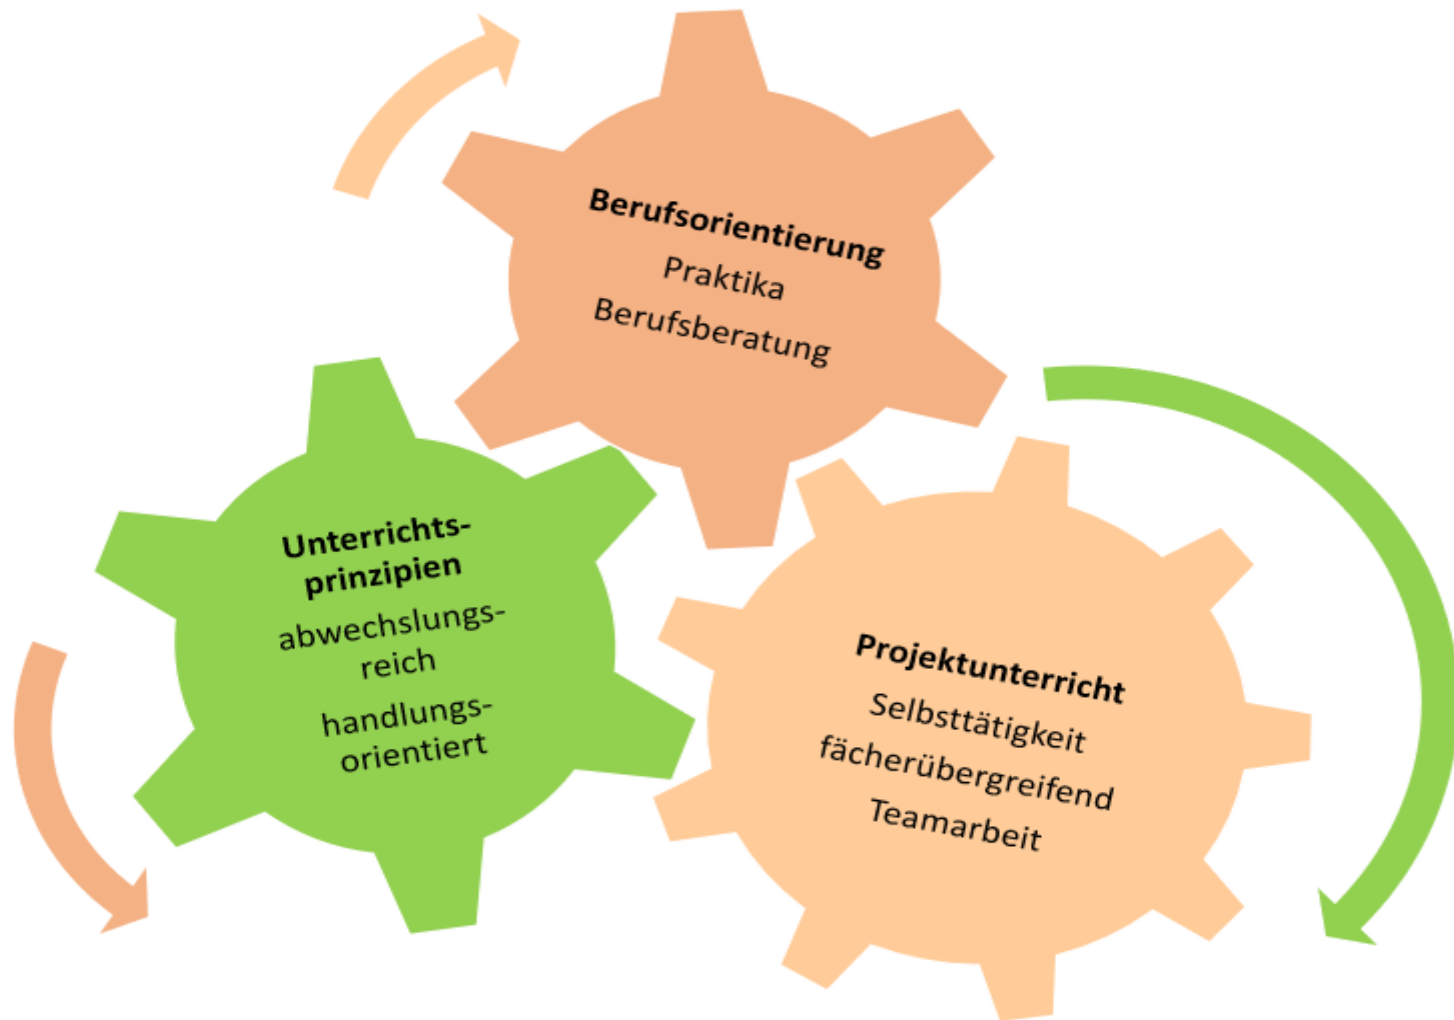 Berufsorientierung
Praktika
Berufsberatung
Unterrichts-
prinzipien
abwechslungs-
reich
handlungs-
orientiert
Projektunterricht
Selbsttätigkeit
fächerübergreifend
Teamarbeit